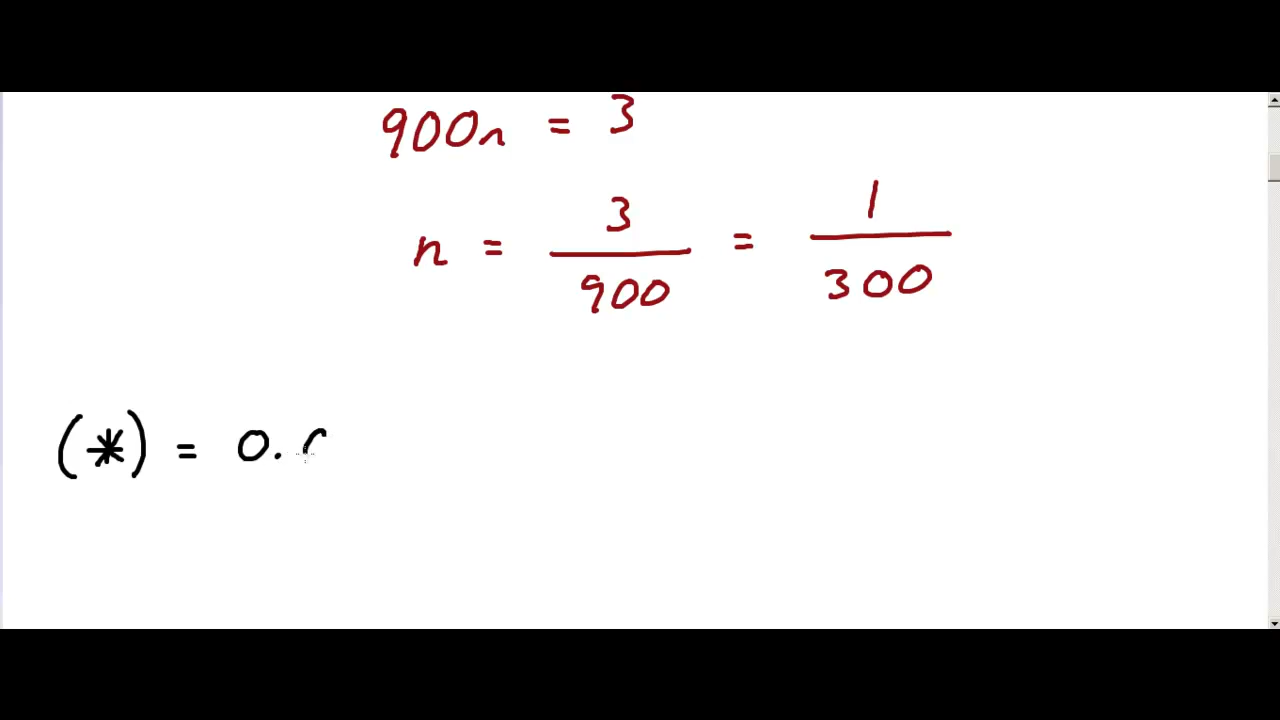 900n = 3
n = 3/900 = 1/300
(*) = 0.